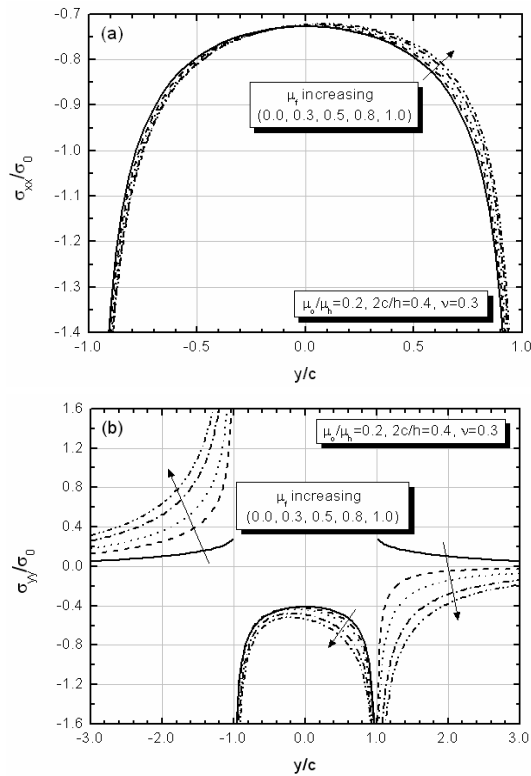 (a)
-0.7
-0.8
-0.9
-1.0
-1.1
-1.2
-1.3
-1.4
σxx/σ0
μf increasing
(0.0, 0.3, 0.5, 0.8, 1.0)
μo/μh=0.2, 2c/h=0.4, ν=0.3
-1.0 -0.5 0.0 0.5 1.0
y/c
(b)
1.6
1.2
0.8
0.4
0.0
-0.4
-0.8
-1.2
-1.6
σyy/σ0
μo/μh=0.2, 2c/h=0.4, ν=0.3
μf increasing
(0.0, 0.3, 0.5, 0.8, 1.0)
-3.0 -2.0 -1.0 0.0 1.0 2.0 3.0
y/c